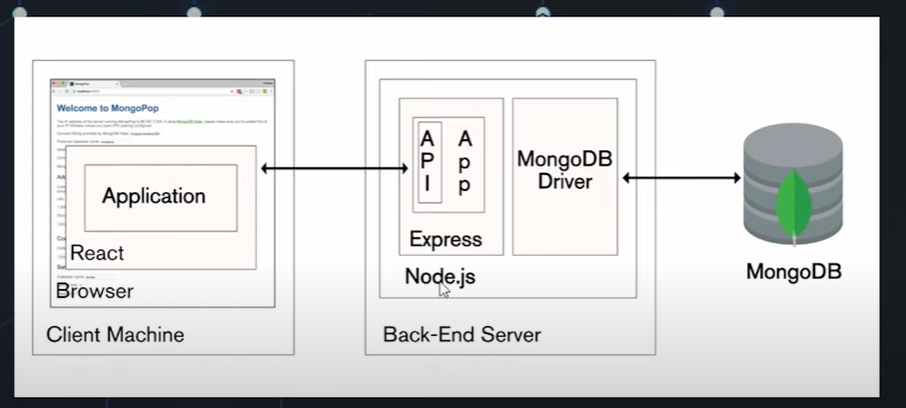 Welcome to MongoPop
Application
React
Browser
Client Machine
API
App
Express
Node.js
MongoDB
Driver
Back-End Server
MongoDB